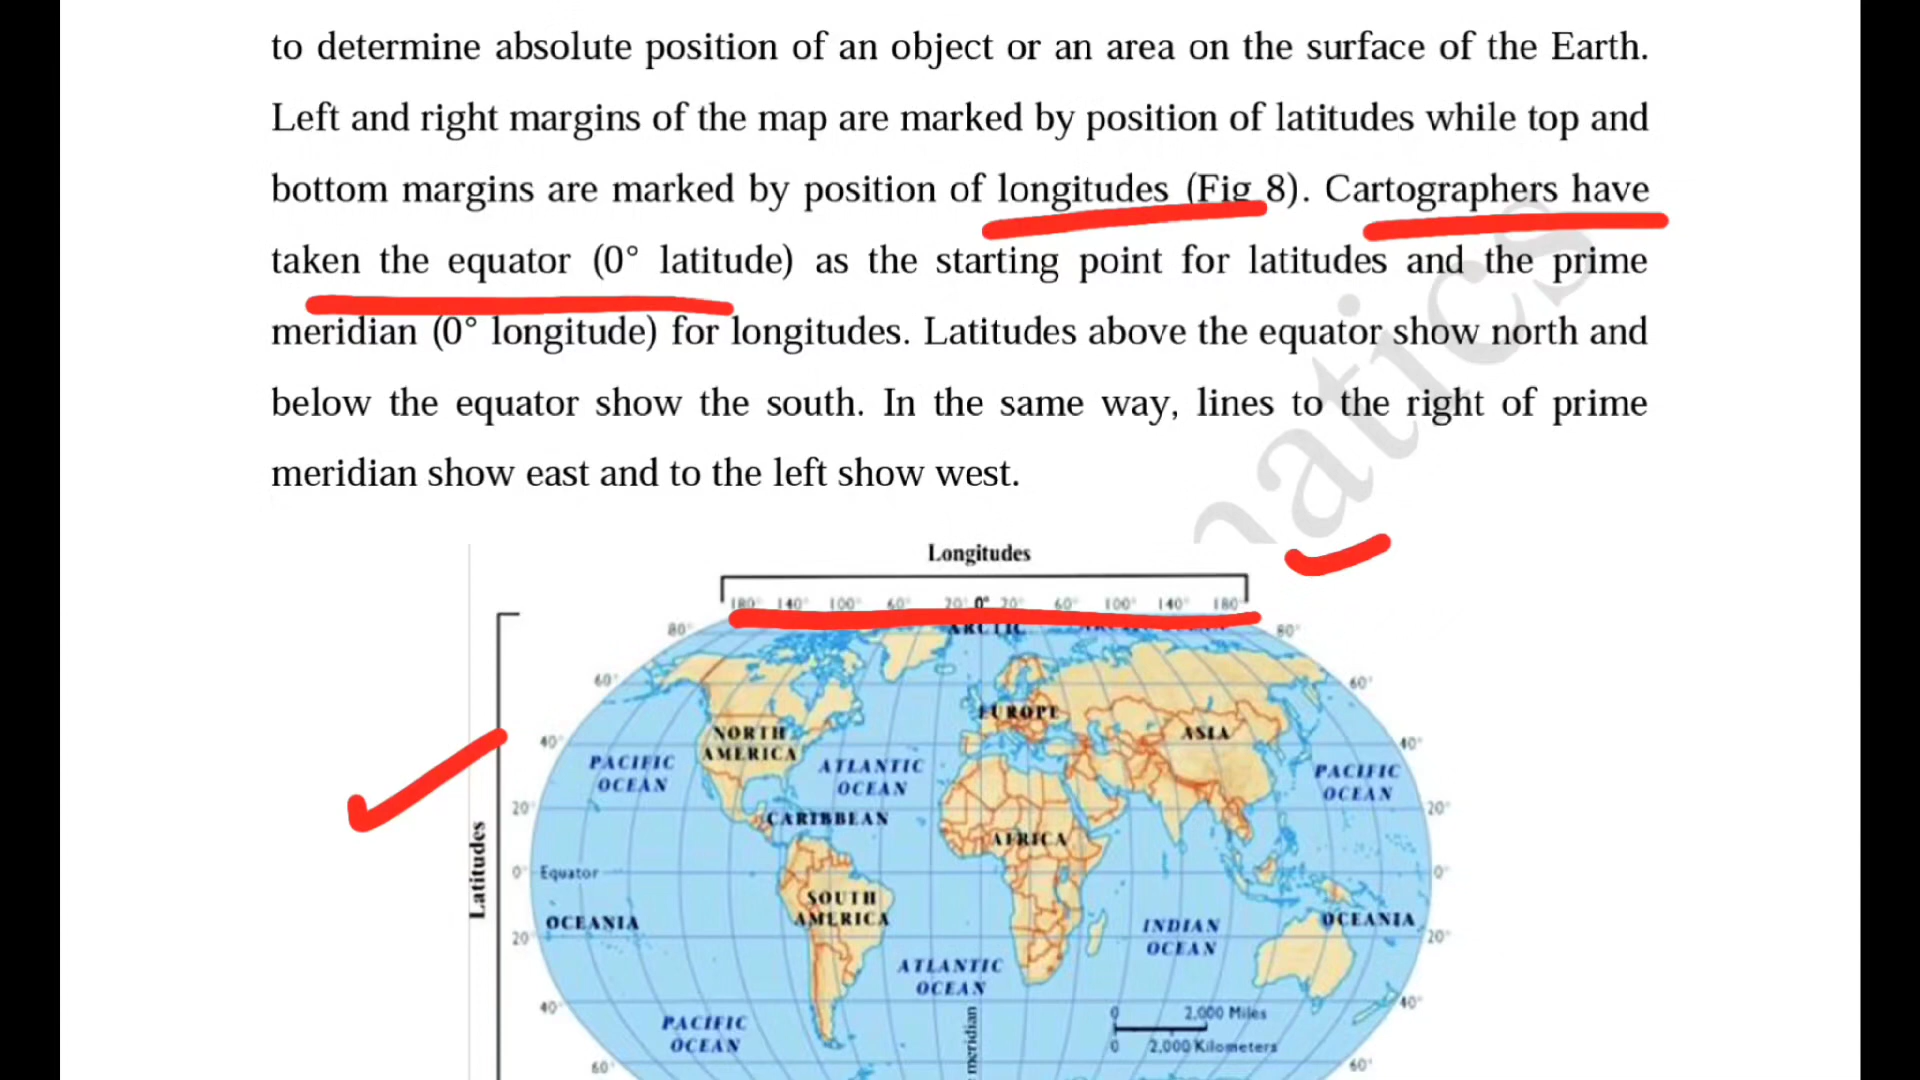 to determine absolute position of an object or an area on the surface of the Earth.
Left and right margins of the map are marked by position of latitudes while top and
bottom margins are marked by position of longitudes (Fig 8). Cartographers have
taken the equator (0° latitude) as the starting point for latitudes and the prime
meridian (0° longitude) for longitudes. Latitudes above the equator show north and
below the equator show the south. In the same way, lines to the right of prime
meridian show east and to the left show west.
matics
Longitudes
180° 140° 100° 60° 20° 0° 20° 60° 100° 140° 180°
80° ARCTIC 80°
60° 60°
EUROPE
NORTH AMERICA
ASIA
40° 40°
PACIFIC OCEAN
ATLANTIC OCEAN
PACIFIC OCEAN
20° 20°
CARIBBEAN
AFRICA
Latitudes
0° Equator 0°
SOUTH AMERICA
OCEANIA
INDIAN OCEAN
OCEANIA
20° 20°
ATLANTIC OCEAN
40° 40°
meridian
0 2,000 Miles
0 2,000 Kilometers
PACIFIC OCEAN
60° 60°